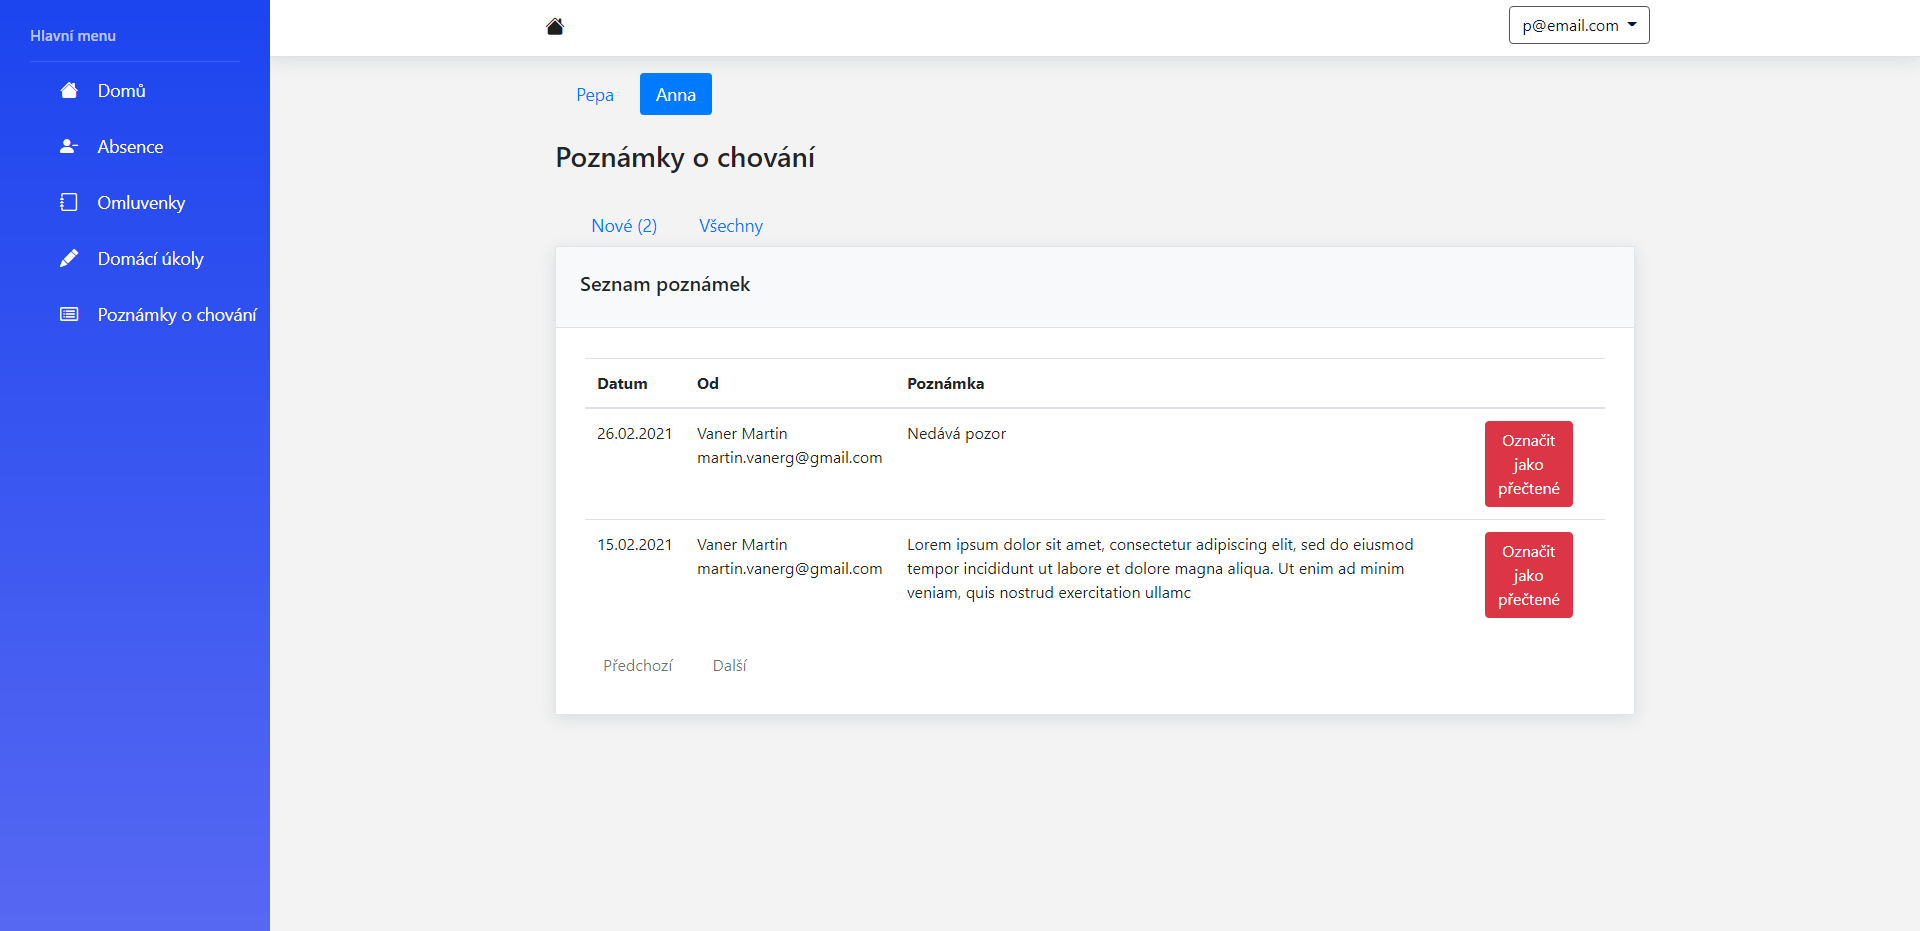 Hlavní menu
Domů
Absence
Omluvenky
Domácí úkoly
Poznámky o chování
p@email.com
Pepa Anna
Poznámky o chování
Nové (2) Všechny
Seznam poznámek
Datum Od Poznámka
26.02.2021 Vaner Martin Nedává pozor
martin.vanerg@gmail.com
Označit
jako
přečtené
15.02.2021 Vaner Martin Lorem ipsum dolor sit amet, consectetur adipiscing elit, sed do eiusmod
martin.vanerg@gmail.com tempor incididunt ut labore et dolore magna aliqua. Ut enim ad minim
veniam, quis nostrud exercitation ullamc
Označit
jako
přečtené
Předchozí Další